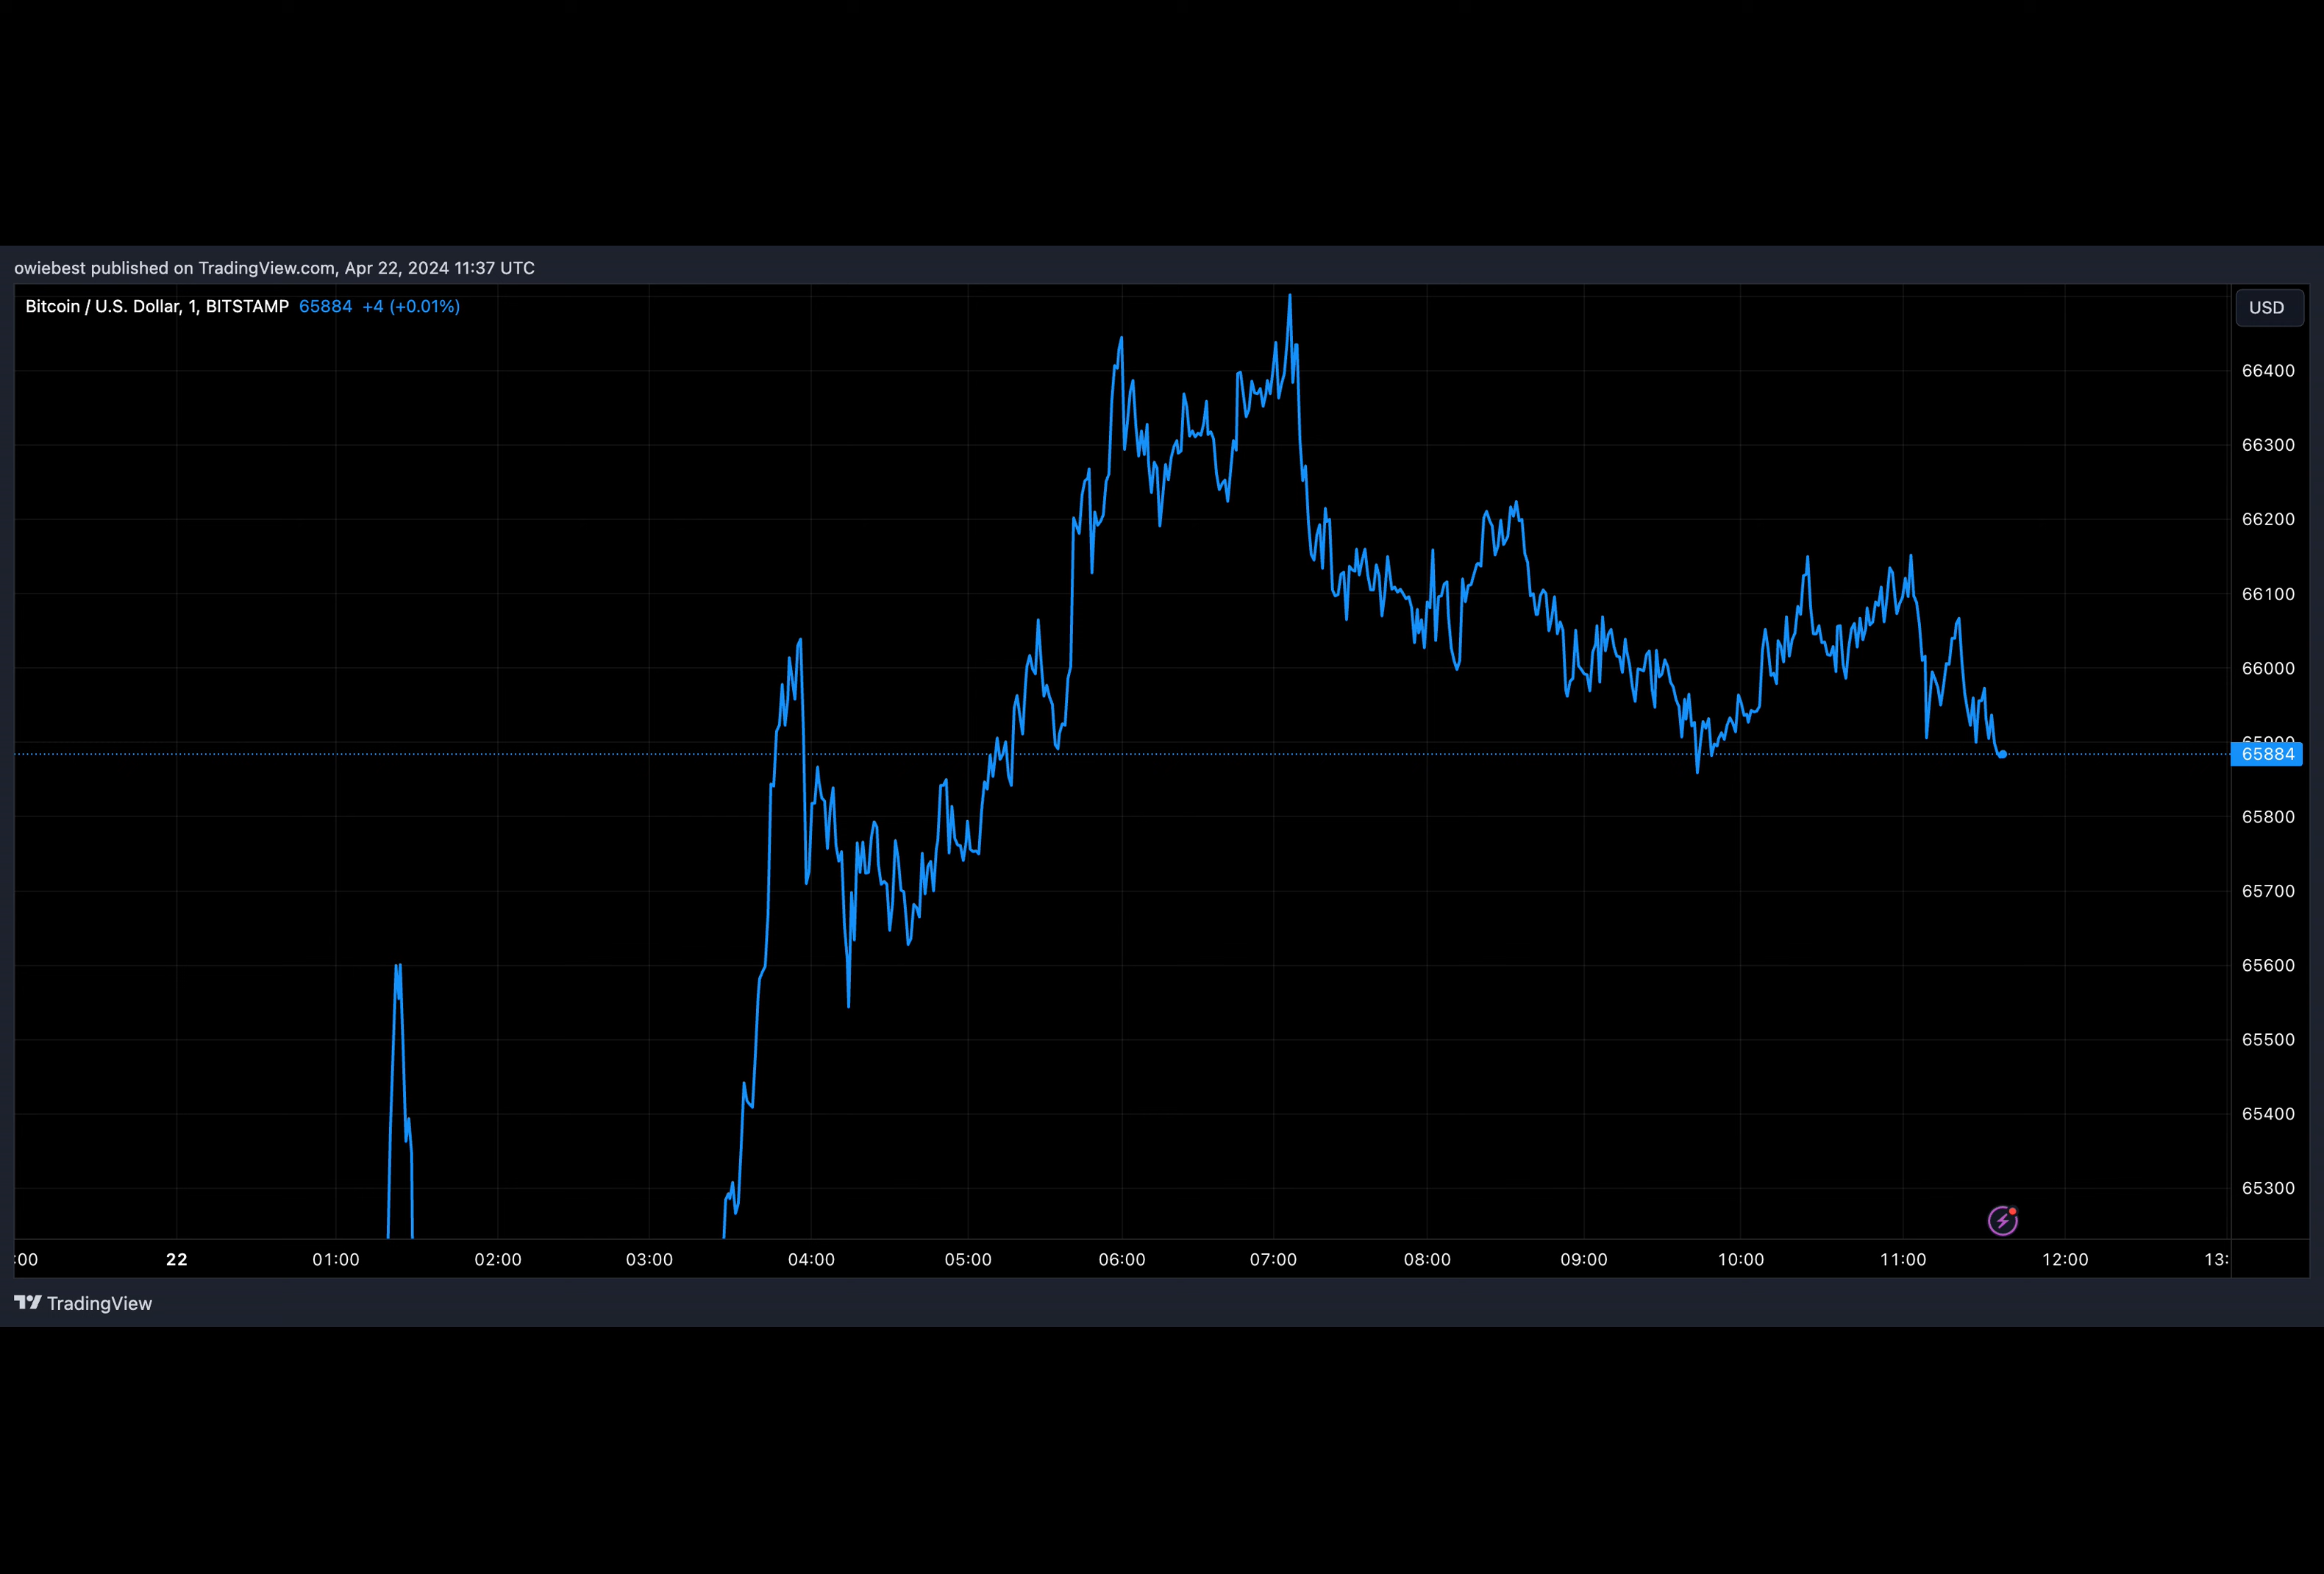 owiebest published on TradingView.com, Apr 22, 2024 11:37 UTC
Bitcoin / U.S. Dollar, 1, BITSTAMP 65884 +4 (+0.01%)
USD
66400
66300
66200
66100
66000
65900
65884
65800
65700
65600
65500
65400
65300
:00 22 01:00 02:00 03:00 04:00 05:00 06:00 07:00 08:00 09:00 10:00 11:00 12:00 13:
TradingView